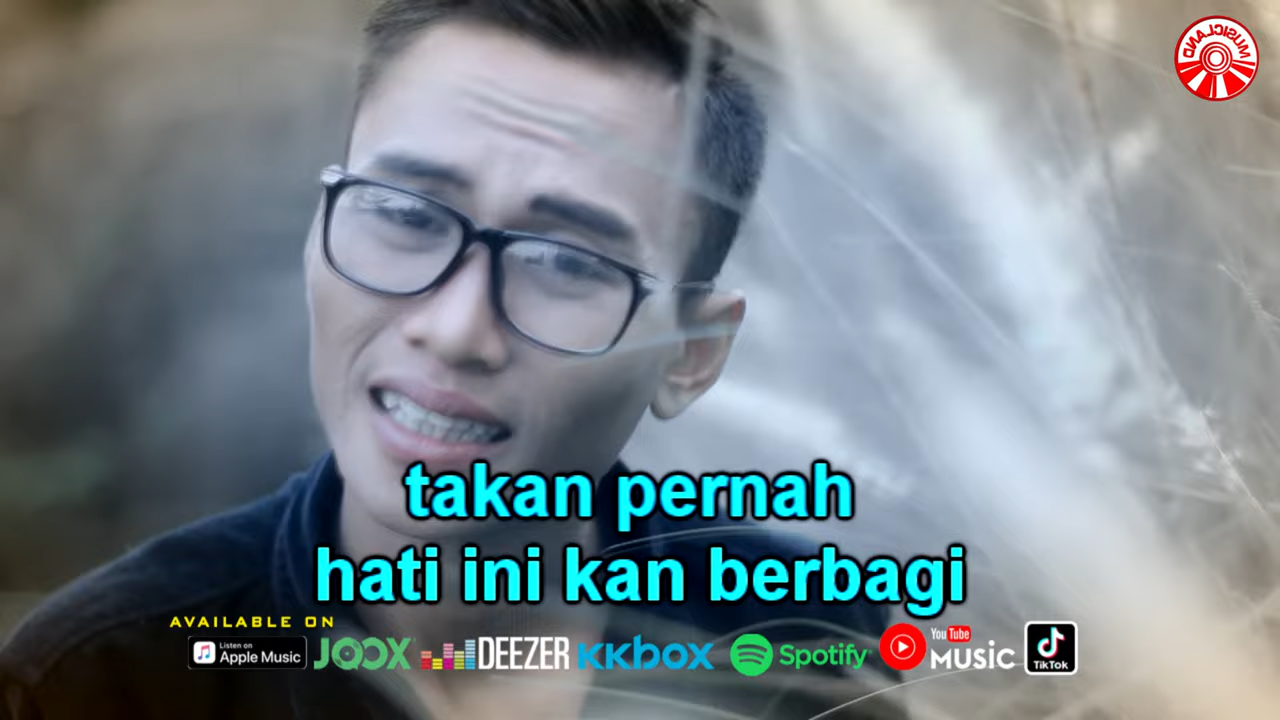 MUSICLAND
takan pernah
hati ini kan berbagi
AVAILABLE ON
Listen on Apple Music JOOX DEEZER KKBOX Spotify YouTube MUSIC TikTok